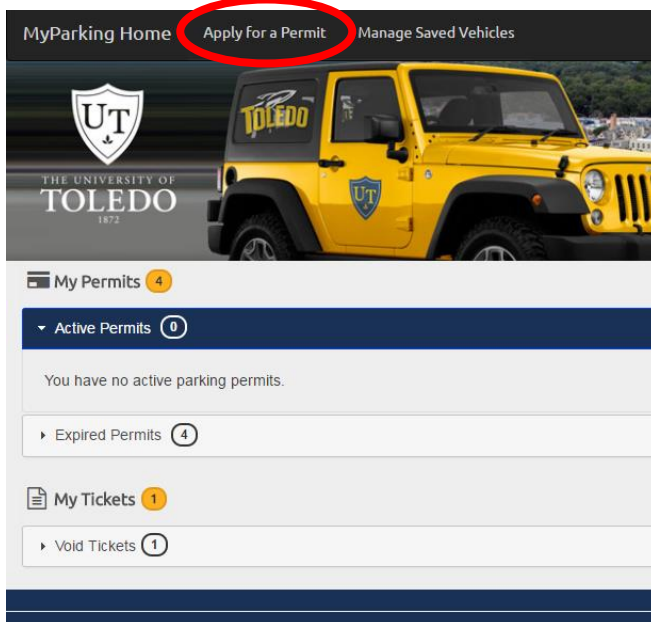 MyParking Home Apply for a Permit Manage Saved Vehicles
UT
THE UNIVERSITY OF
TOLEDO
1872
TOLEDO
UT
My Permits 4
Active Permits 0
You have no active parking permits.
Expired Permits 4
My Tickets 1
Void Tickets 1